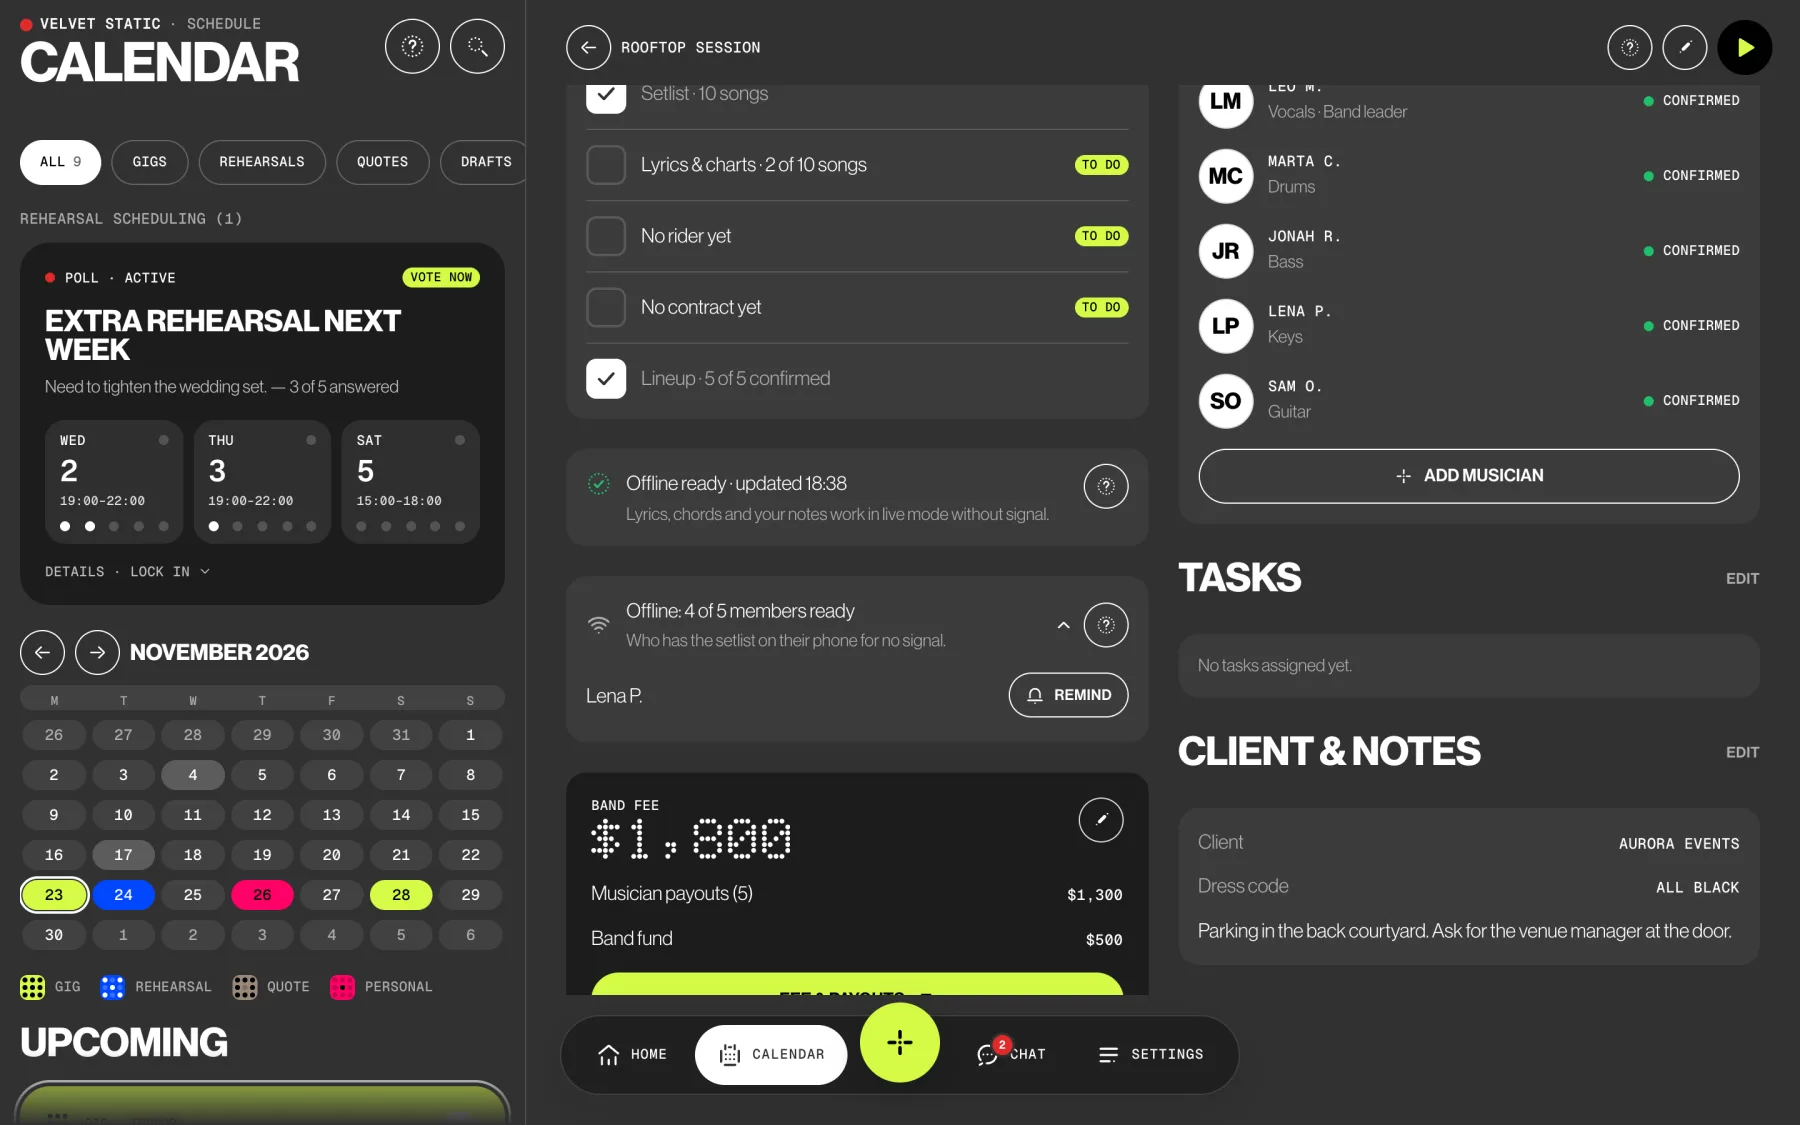 VELVET STATIC · SCHEDULE
CALENDAR
ALL 9
GIGS
REHEARSALS
QUOTES
DRAFTS
REHEARSAL SCHEDULING (1)
POLL · ACTIVE
VOTE NOW
EXTRA REHEARSAL NEXT
WEEK
Need to tighten the wedding set. — 3 of 5 answered
WED
2
19:00–22:00
THU
3
19:00–22:00
SAT
5
15:00–18:00
DETAILS · LOCK IN
NOVEMBER 2026
M T W T F S S
26 27 28 29 30 31 1
2 3 4 5 6 7 8
9 10 11 12 13 14 15
16 17 18 19 20 21 22
23 24 25 26 27 28 29
30 1 2 3 4 5 6
GIG REHEARSAL QUOTE PERSONAL
UPCOMING
ROOFTOP SESSION
Setlist · 10 songs
Lyrics & charts · 2 of 10 songs
TO DO
No rider yet
TO DO
No contract yet
TO DO
Lineup · 5 of 5 confirmed
Offline ready · updated 18:38
Lyrics, chords and your notes work in live mode without signal.
Offline: 4 of 5 members ready
Who has the setlist on their phone for no signal.
Lena P.
REMIND
BAND FEE
$1,800
Musician payouts (5)
$1,300
Band fund
$500
FEE & PAYOUTS
LM
LEO M.
Vocals · Band leader
CONFIRMED
MC
MARTA C.
Drums
CONFIRMED
JR
JONAH R.
Bass
CONFIRMED
LP
LENA P.
Keys
CONFIRMED
SO
SAM O.
Guitar
CONFIRMED
ADD MUSICIAN
TASKS
EDIT
No tasks assigned yet.
CLIENT & NOTES
EDIT
Client
AURORA EVENTS
Dress code
ALL BLACK
Parking in the back courtyard. Ask for the venue manager at the door.
HOME
CALENDAR
2
CHAT
SETTINGS